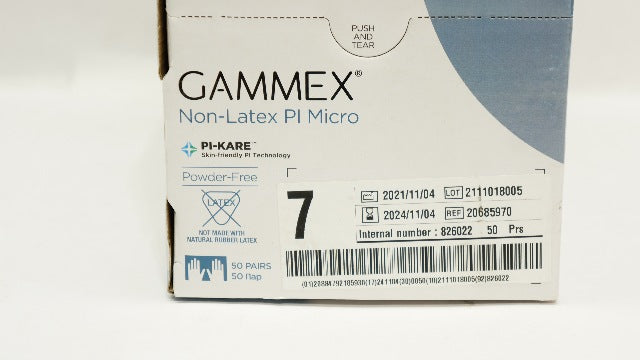 PUSH
AND
TEAR
GAMMEX®
Non-Latex PI Micro
PI-KARE™
Skin-friendly PI Technology
Powder-Free
LATEX
NOT MADE WITH
NATURAL RUBBER LATEX
50 PAIRS
50 пар
7
2021/11/04 LOT 2111018005
2024/11/04 REF 20685970
Internal number : 826022 50 Prs